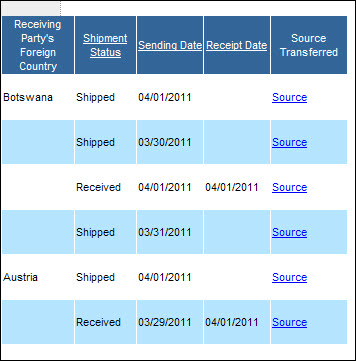 Receiving Party's Foreign Country Shipment Status Sending Date Receipt Date Source Transferred
Botswana Shipped 04/01/2011 Source
Shipped 03/30/2011 Source
Received 04/01/2011 04/01/2011 Source
Shipped 03/31/2011 Source
Austria Shipped 04/01/2011 Source
Received 03/29/2011 04/01/2011 Source